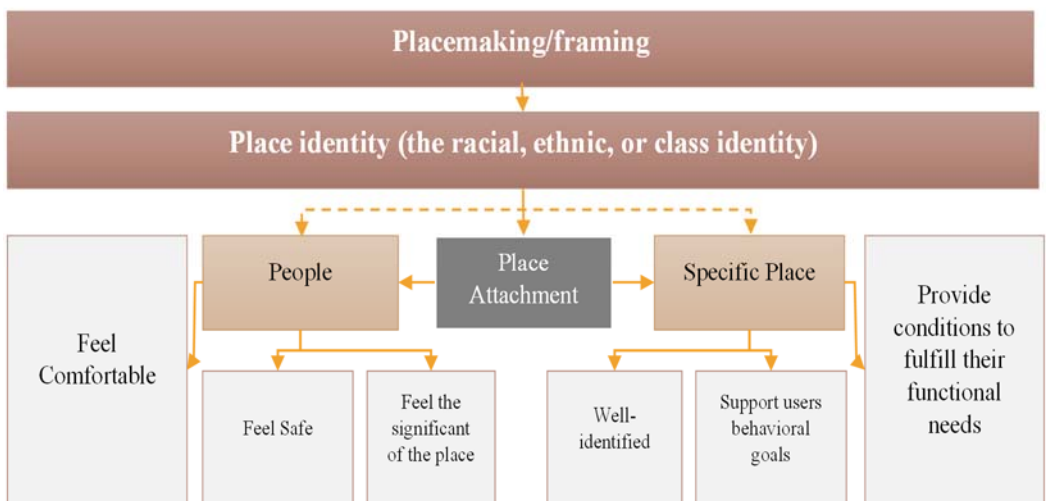 Placemaking/framing
Place identity (the racial, ethnic, or class identity)
People
Place
Attachment
Specific Place
Feel
Comfortable
Provide
conditions to
fulfill their
functional
needs
Feel Safe
Feel the
significant
of the place
Well-
identified
Support users
behavioral
goals